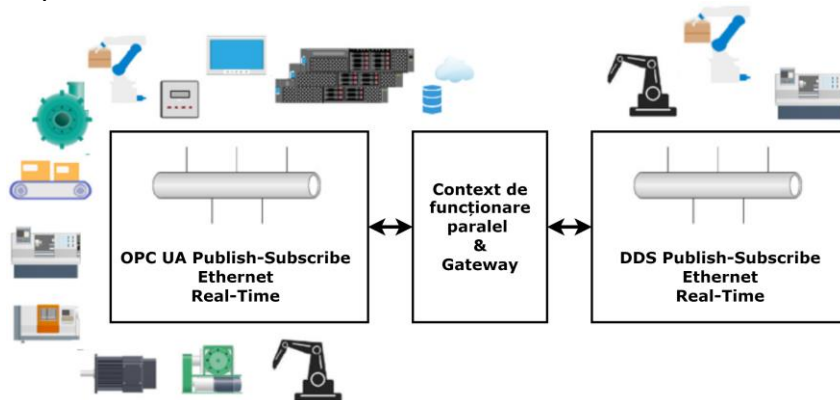 OPC UA Publish-Subscribe
Ethernet
Real-Time
Context de
funcționare
paralel
&
Gateway
DDS Publish-Subscribe
Ethernet
Real-Time